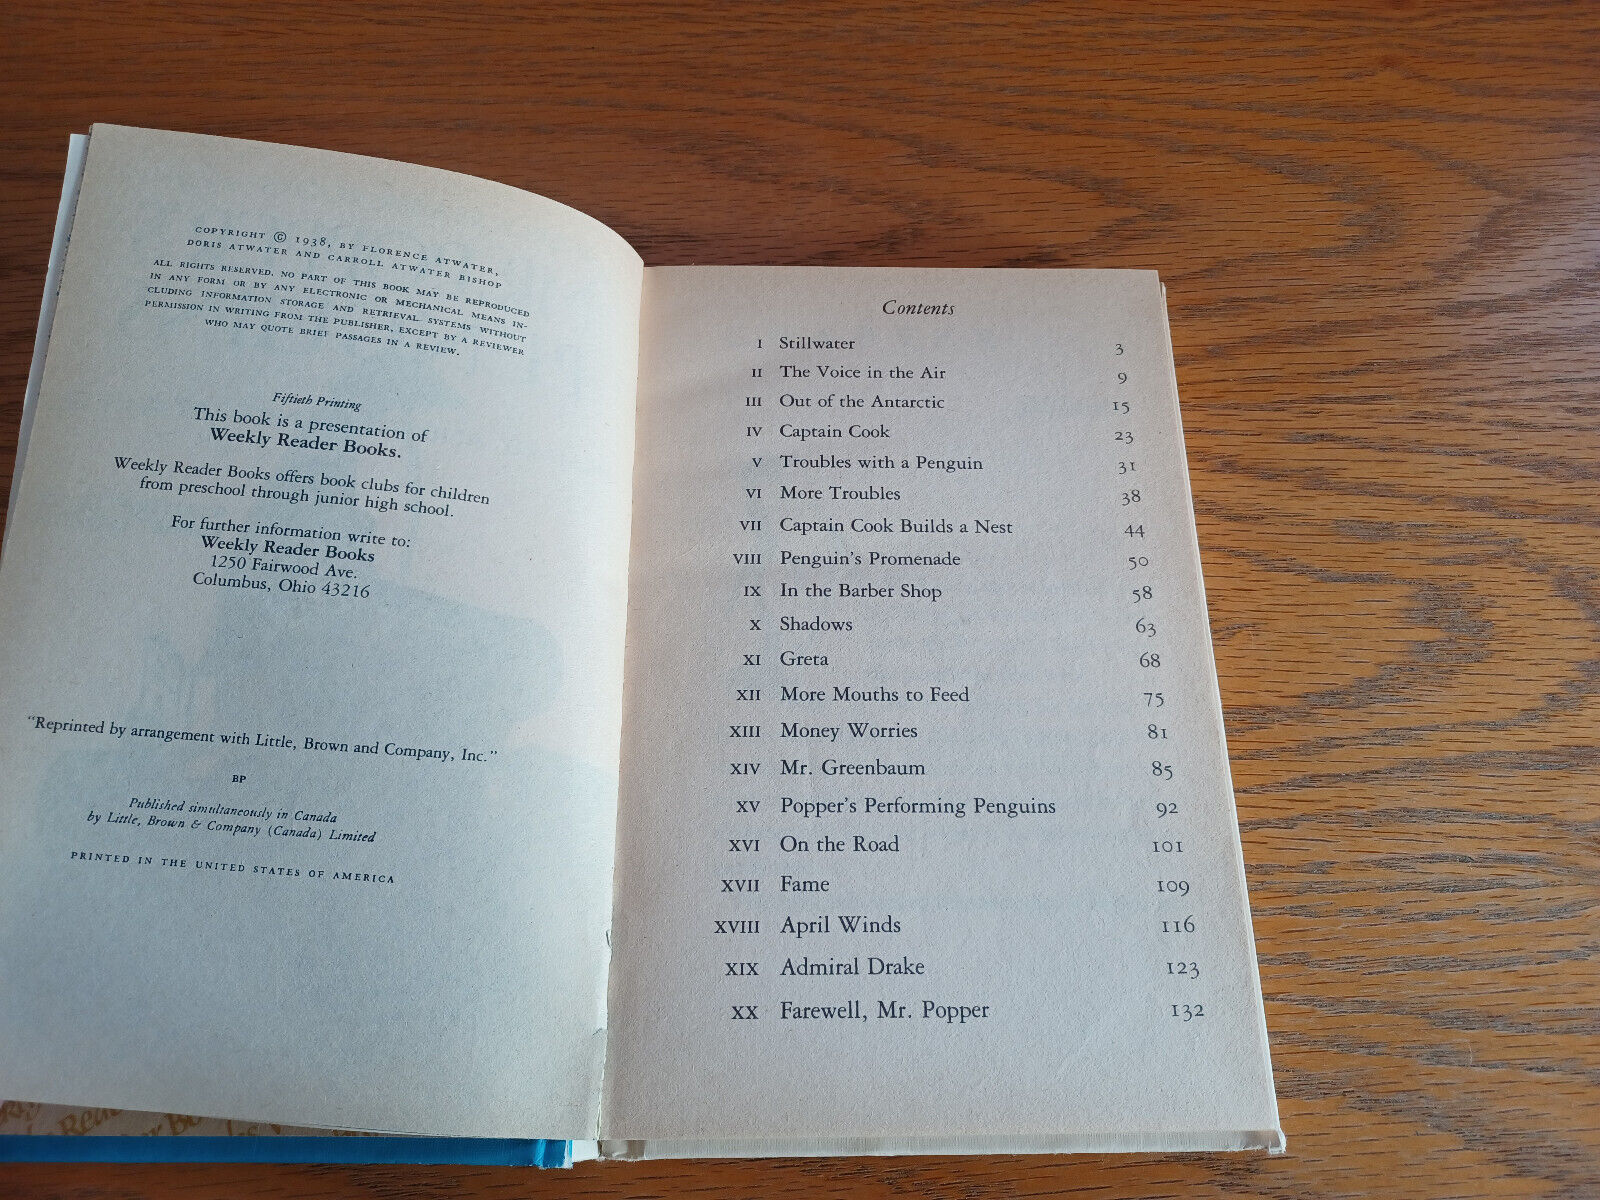 COPYRIGHT © 1938, BY FLORENCE ATWATER,
DORIS ATWATER AND CARROLL ATWATER BISHOP
ALL RIGHTS RESERVED. NO PART OF THIS BOOK MAY BE REPRODUCED
IN ANY FORM OR BY ANY ELECTRONIC OR MECHANICAL MEANS IN-
CLUDING INFORMATION STORAGE AND RETRIEVAL SYSTEMS WITHOUT
PERMISSION IN WRITING FROM THE PUBLISHER, EXCEPT BY A REVIEWER
WHO MAY QUOTE BRIEF PASSAGES IN A REVIEW.
Fiftieth Printing
This book is a presentation of
Weekly Reader Books.
Weekly Reader Books offers book clubs for children
from preschool through junior high school.
For further information write to:
Weekly Reader Books
1250 Fairwood Ave.
Columbus, Ohio 43216
"Reprinted by arrangement with Little, Brown and Company, Inc."
BP
Published simultaneously in Canada
by Little, Brown & Company (Canada) Limited
PRINTED IN THE UNITED STATES OF AMERICA
Contents
I Stillwater 3
II The Voice in the Air 9
III Out of the Antarctic 15
IV Captain Cook 23
V Troubles with a Penguin 31
VI More Troubles 38
VII Captain Cook Builds a Nest 44
VIII Penguin's Promenade 50
IX In the Barber Shop 58
X Shadows 63
XI Greta 68
XII More Mouths to Feed 75
XIII Money Worries 81
XIV Mr. Greenbaum 85
XV Popper's Performing Penguins 92
XVI On the Road 101
XVII Fame 109
XVIII April Winds 116
XIX Admiral Drake 123
XX Farewell, Mr. Popper 132